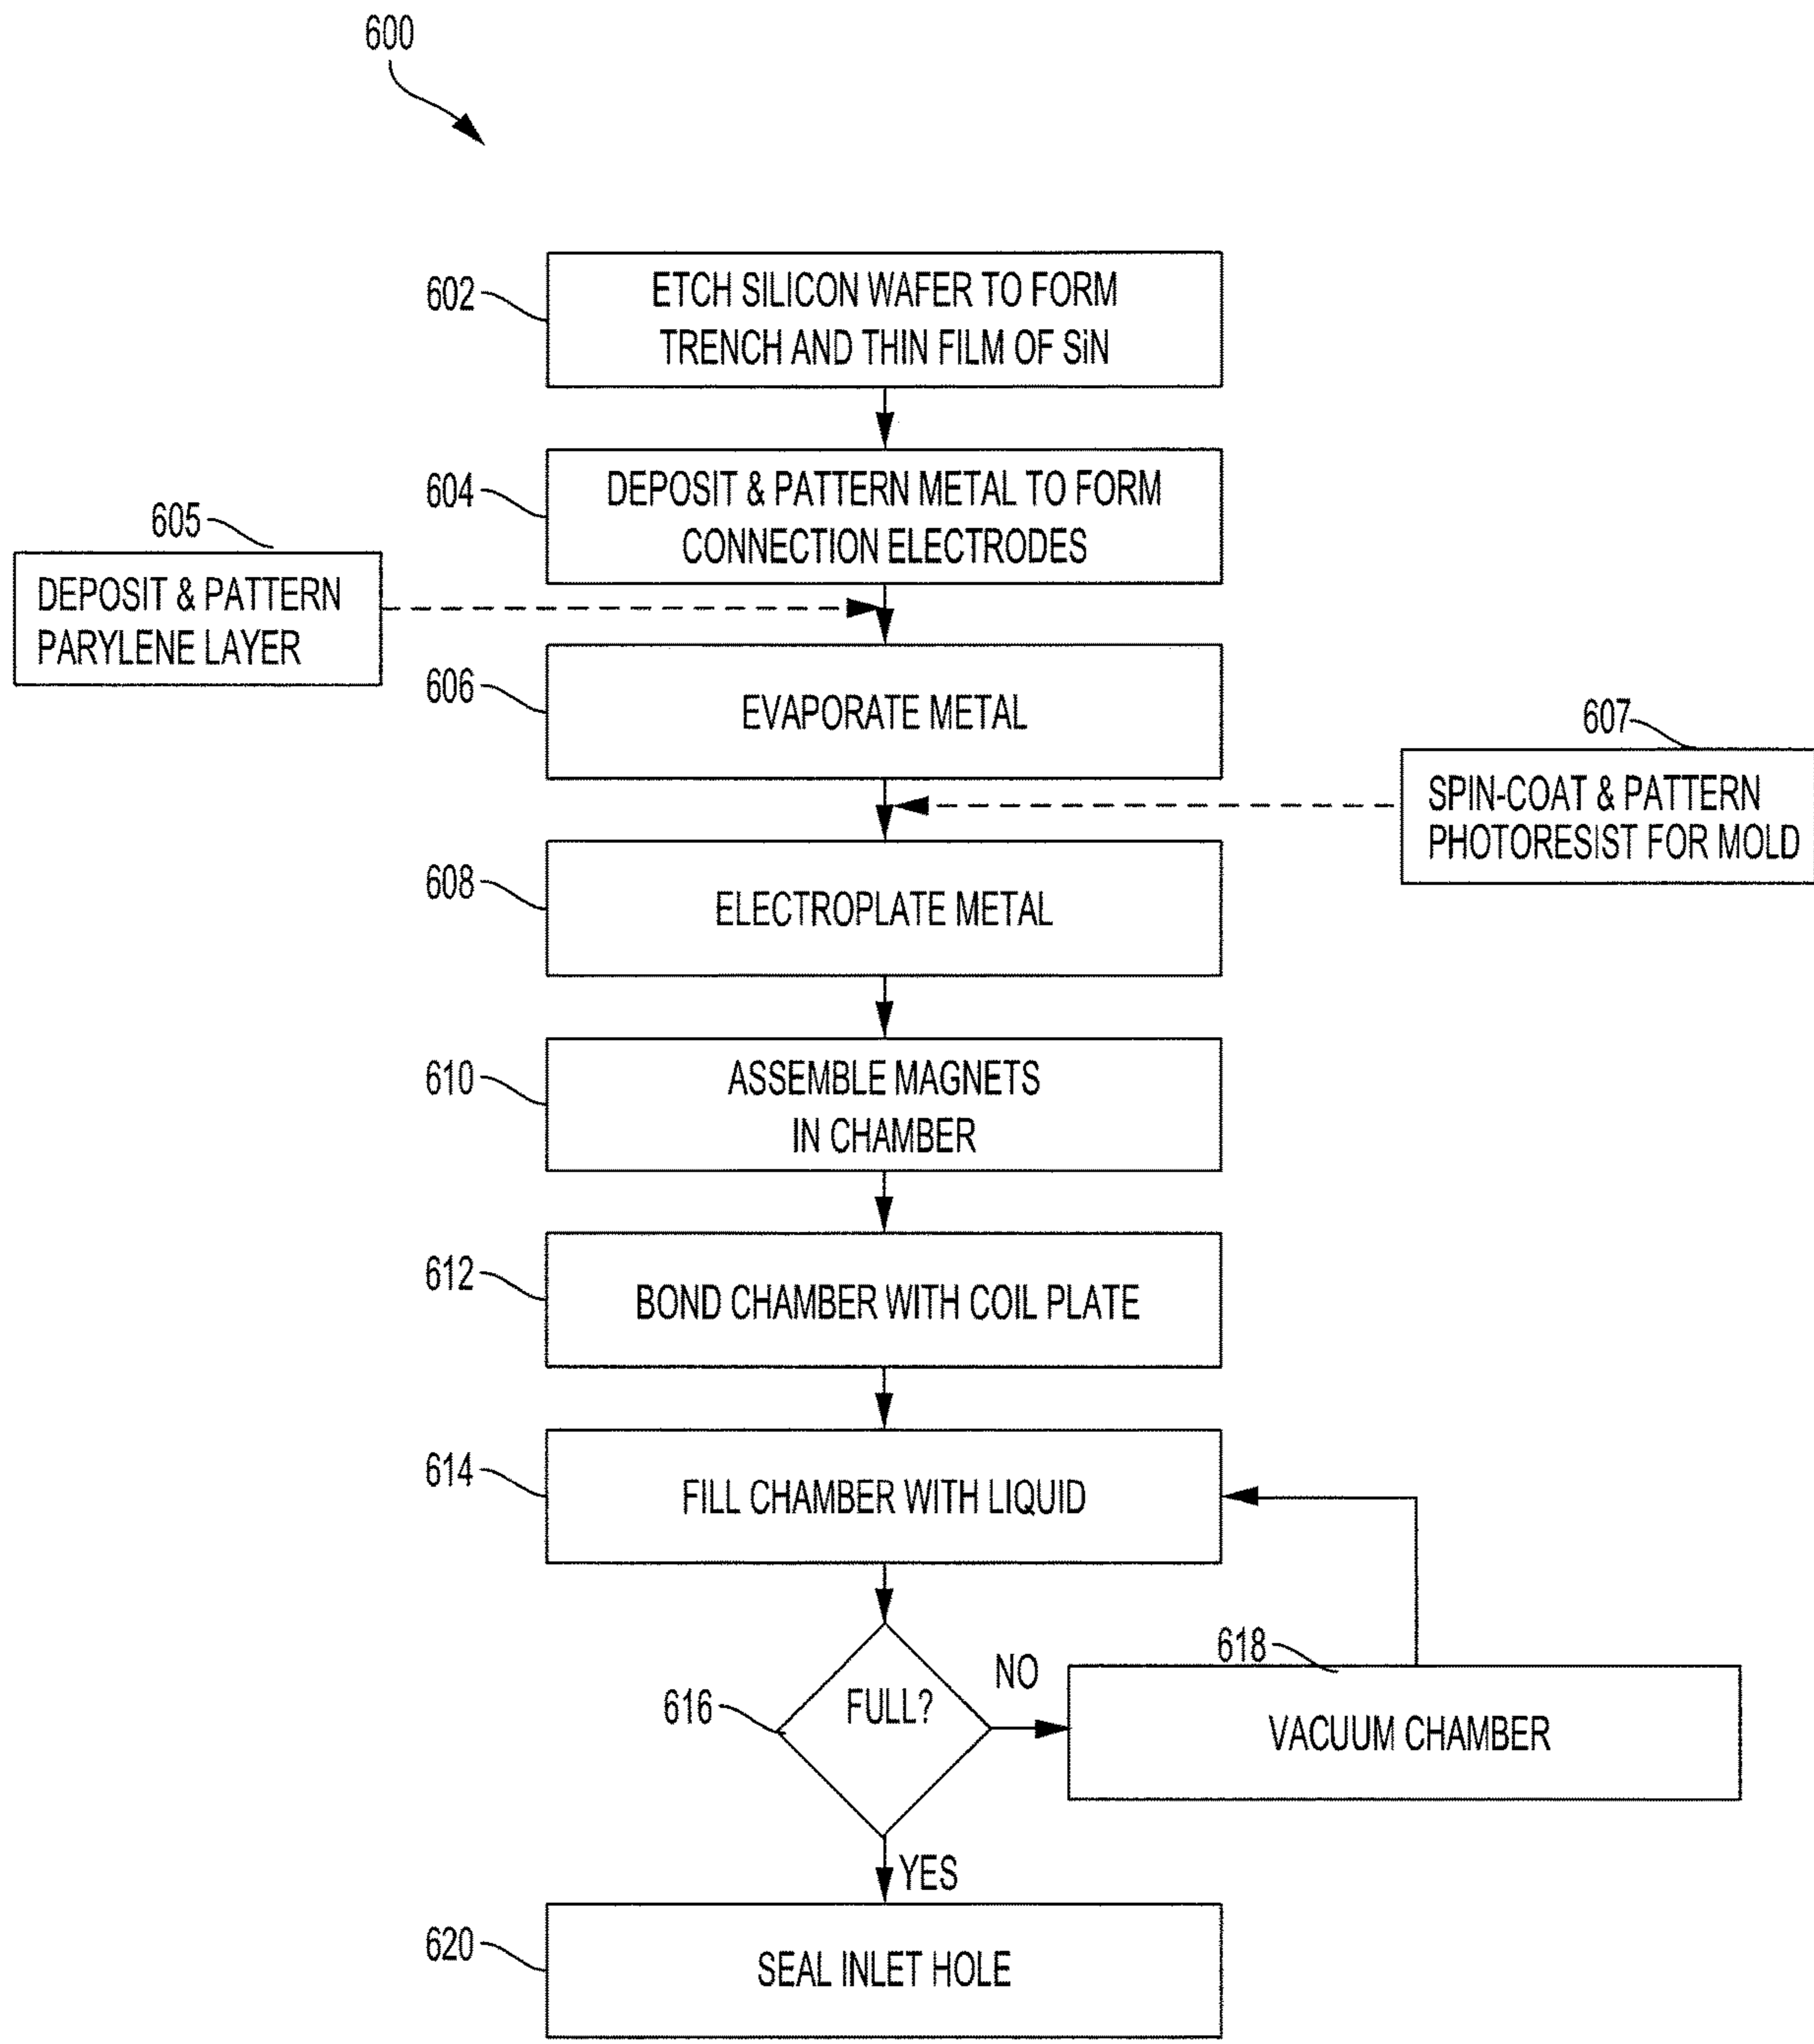 600
602
ETCH SILICON WAFER TO FORM
TRENCH AND THIN FILM OF SiN
604
DEPOSIT & PATTERN METAL TO FORM
CONNECTION ELECTRODES
605
DEPOSIT & PATTERN
PARYLENE LAYER
606
EVAPORATE METAL
607
SPIN-COAT & PATTERN
PHOTORESIST FOR MOLD
608
ELECTROPLATE METAL
610
ASSEMBLE MAGNETS
IN CHAMBER
612
BOND CHAMBER WITH COIL PLATE
614
FILL CHAMBER WITH LIQUID
616
FULL?
NO
618
VACUUM CHAMBER
YES
620
SEAL INLET HOLE